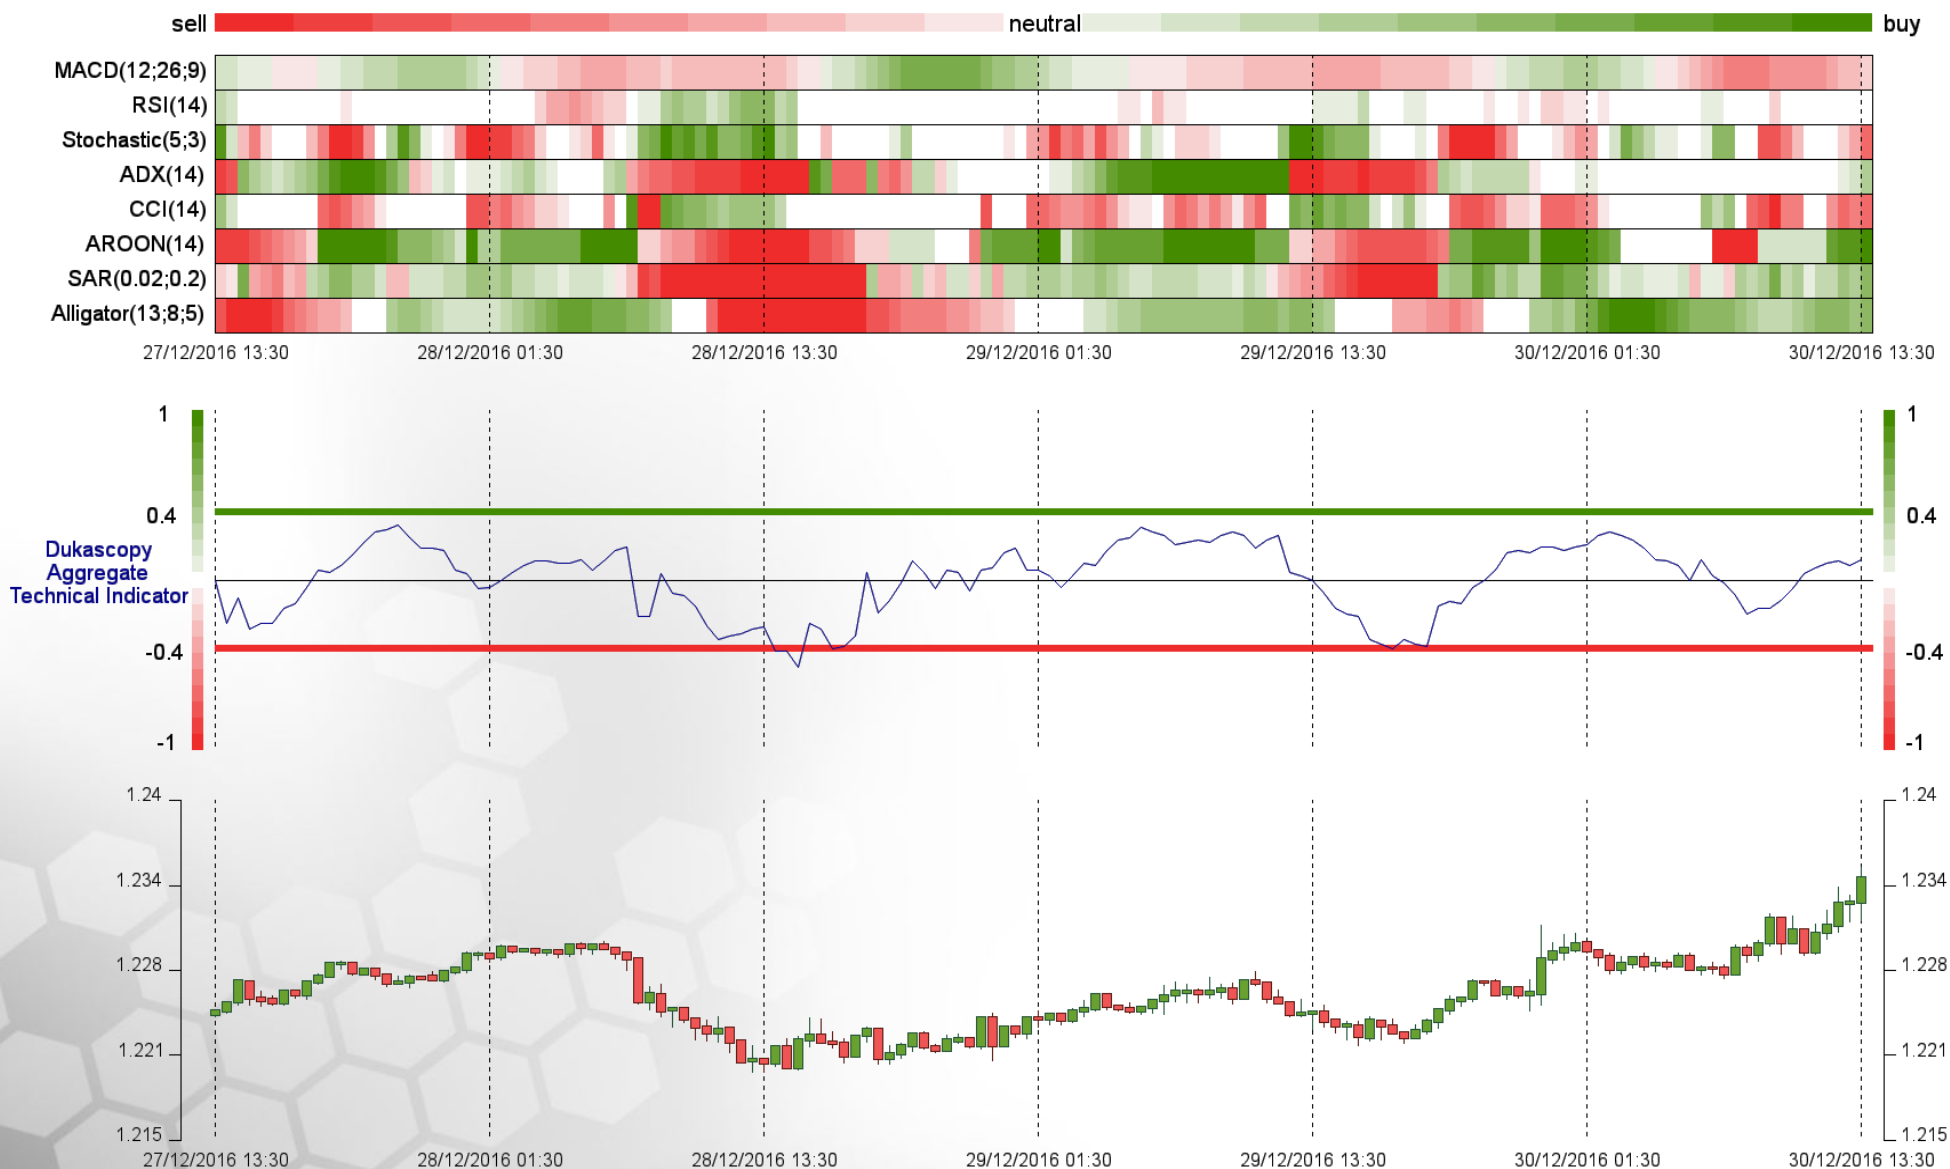 sell neutral buy
MACD(12;26;9)
RSI(14)
Stochastic(5;3)
ADX(14)
CCI(14)
AROON(14)
SAR(0.02;0.2)
Alligator(13;8;5)
27/12/2016 13:30 28/12/2016 01:30 28/12/2016 13:30 29/12/2016 01:30 29/12/2016 13:30 30/12/2016 01:30 30/12/2016 13:30
1 1
0.4 0.4
Dukascopy
Aggregate
Technical Indicator
-0.4 -0.4
-1 -1
1.24 1.24
1.234 1.234
1.228 1.228
1.221 1.221
1.215 1.215
27/12/2016 13:30 28/12/2016 01:30 28/12/2016 13:30 29/12/2016 01:30 29/12/2016 13:30 30/12/2016 01:30 30/12/2016 13:30